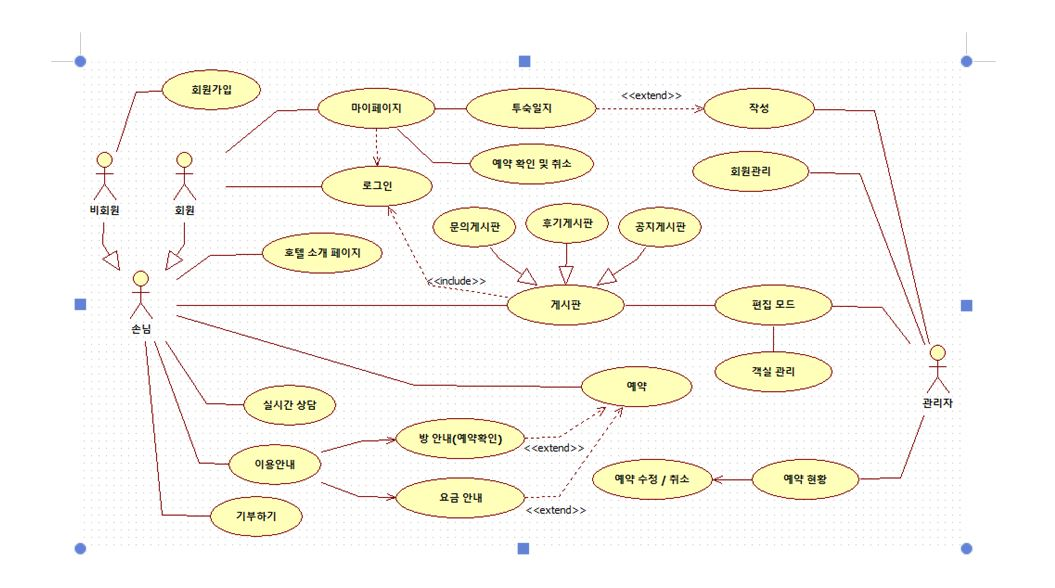 회원가입
마이페이지
투숙일지
<<extend>>
작성
예약 확인 및 취소
회원관리
로그인
비회원
회원
문의게시판
후기게시판
공지게시판
호텔 소개 페이지
<<include>>
게시판
편집 모드
손님
객실 관리
예약
관리자
실시간 상담
방 안내(예약확인)
<<extend>>
이용안내
예약 수정 / 취소
예약 현황
요금 안내
<<extend>>
기부하기